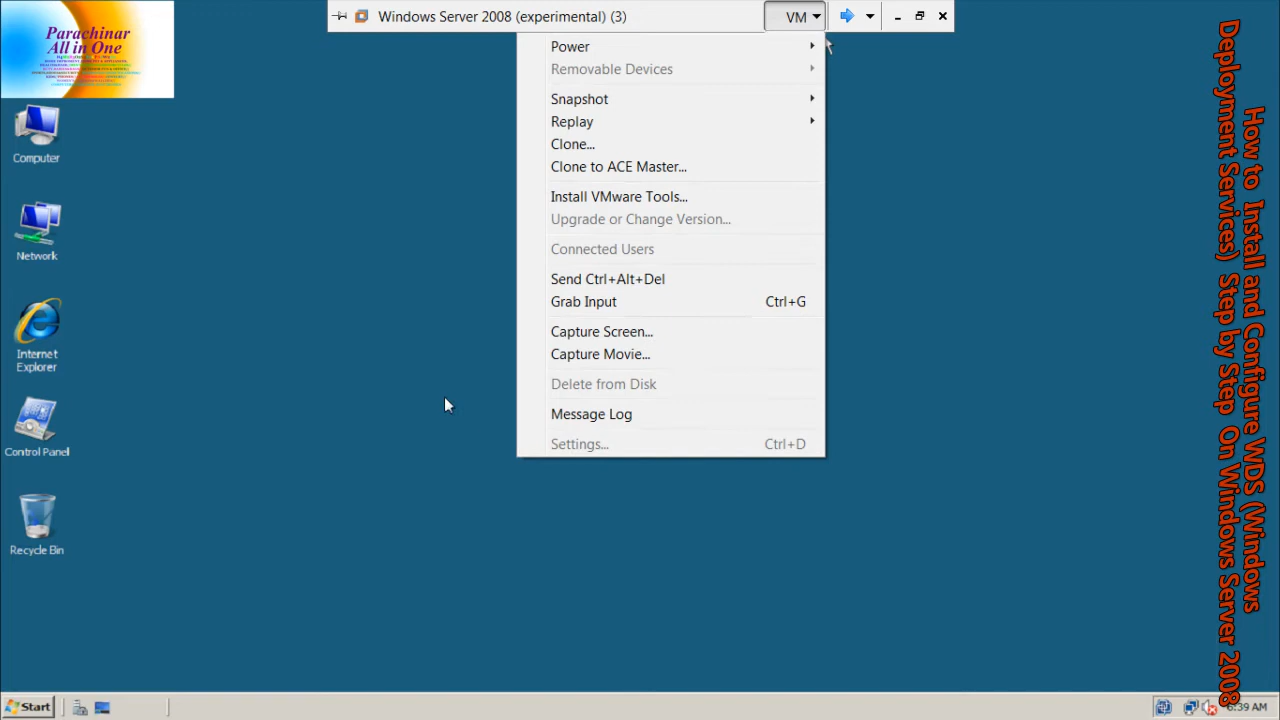 Parachinar
All in One
Windows Server 2008 (experimental) (3)
VM
Power
Removable Devices
Snapshot
Replay
Clone...
Clone to ACE Master...
Install VMware Tools...
Upgrade or Change Version...
Connected Users
Send Ctrl+Alt+Del
Grab Input Ctrl+G
Capture Screen...
Capture Movie...
Delete from Disk
Message Log
Settings... Ctrl+D
Computer
Network
Internet
Explorer
Control Panel
Recycle Bin
How to Install and Configure WDS (Windows
Deployment Services) Step by Step On Windows Server 2008
Start
6:39 AM